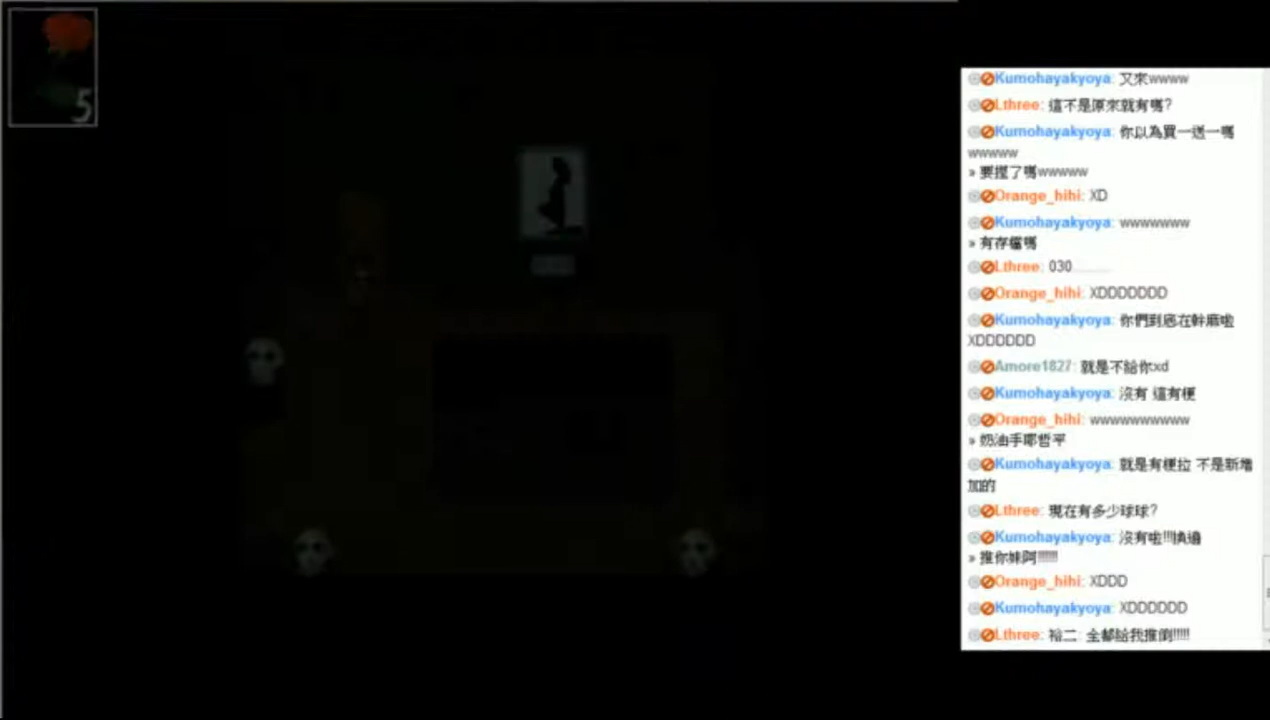 5
Kumohayakyoya: 又來wwww
Lthree: 這不是原來就有嗎?
Kumohayakyoya: 你以為買一送一嗎
wwwww
» 要握了嗎wwwww
Orange_hihi: XD
Kumohayakyoya: wwwwwww
» 有存檔嗎
Lthree: 030...........
Orange_hihi: XDDDDDDD
Kumohayakyoya: 你們到底在幹麻啦
XDDDDDD
Amore1827: 就是不給你xd
Kumohayakyoya: 沒有 這有梗
Orange_hihi: wwwwwwwwww
» 奶油手耶哲平
Kumohayakyoya: 就是有梗拉 不是新增
加的
Lthree: 現在有多少球球?
Kumohayakyoya: 沒有啦!!!換邊
» 推你妹阿!!!!!!
Orange_hihi: XDDD
Kumohayakyoya: XDDDDDD
Lthree: 裕二: 全都給我推倒!!!!!